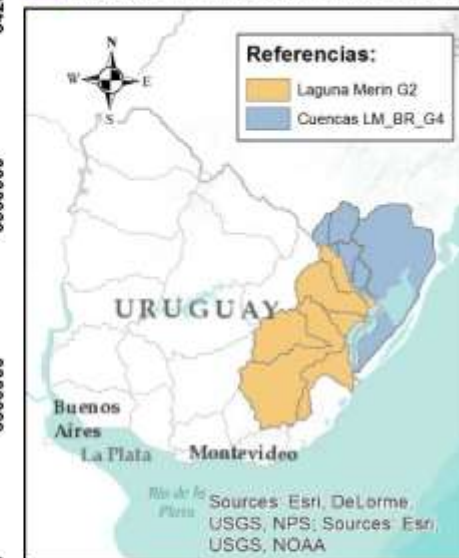 N
W E
S
Referencias:
Laguna Merin G2
Cuencas LM_BR_G4
URUGUAY
Buenos
Aires
La Plata
Montevideo
Río de la
Plata
Sources: Esri, DeLorme,
USGS, NPS; Sources: Esri,
USGS, NOAA